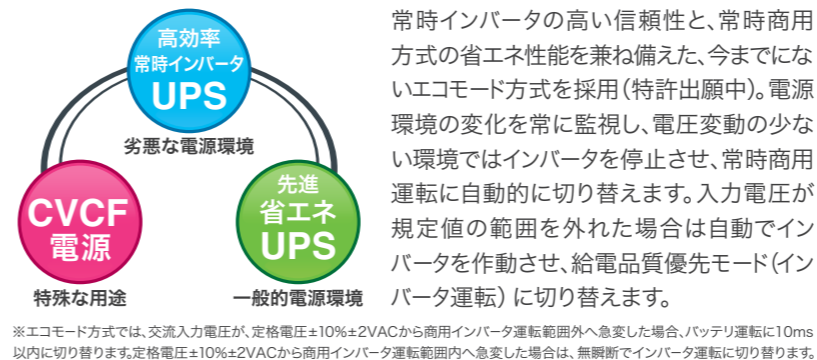 高効率
常時インバータ
UPS
劣悪な電源環境
CVCF
電源
特殊な用途
先進
省エネ
UPS
一般的電源環境
常時インバータの高い信頼性と、常時商用
方式の省エネ性能を兼ね備えた、今までにな
いエコモード方式を採用（特許出願中）。電源
環境の変化を常に監視し、電圧変動の少な
い環境ではインバータを停止させ、常時商用
運転に自動的に切り替えます。入力電圧が
規定値の範囲を外れた場合は自動でイン
バータを作動させ、給電品質優先モード（イン
バータ運転）に切り替えます。
※エコモード方式では、交流入力電圧が、定格電圧±10%±2VACから商用インバータ運転範囲外へ急変した場合、バッテリ運転に10ms
以内に切り替ります。定格電圧±10%±2VACから商用インバータ運転範囲内へ急変した場合は、無瞬断でインバータ運転に切り替ります。